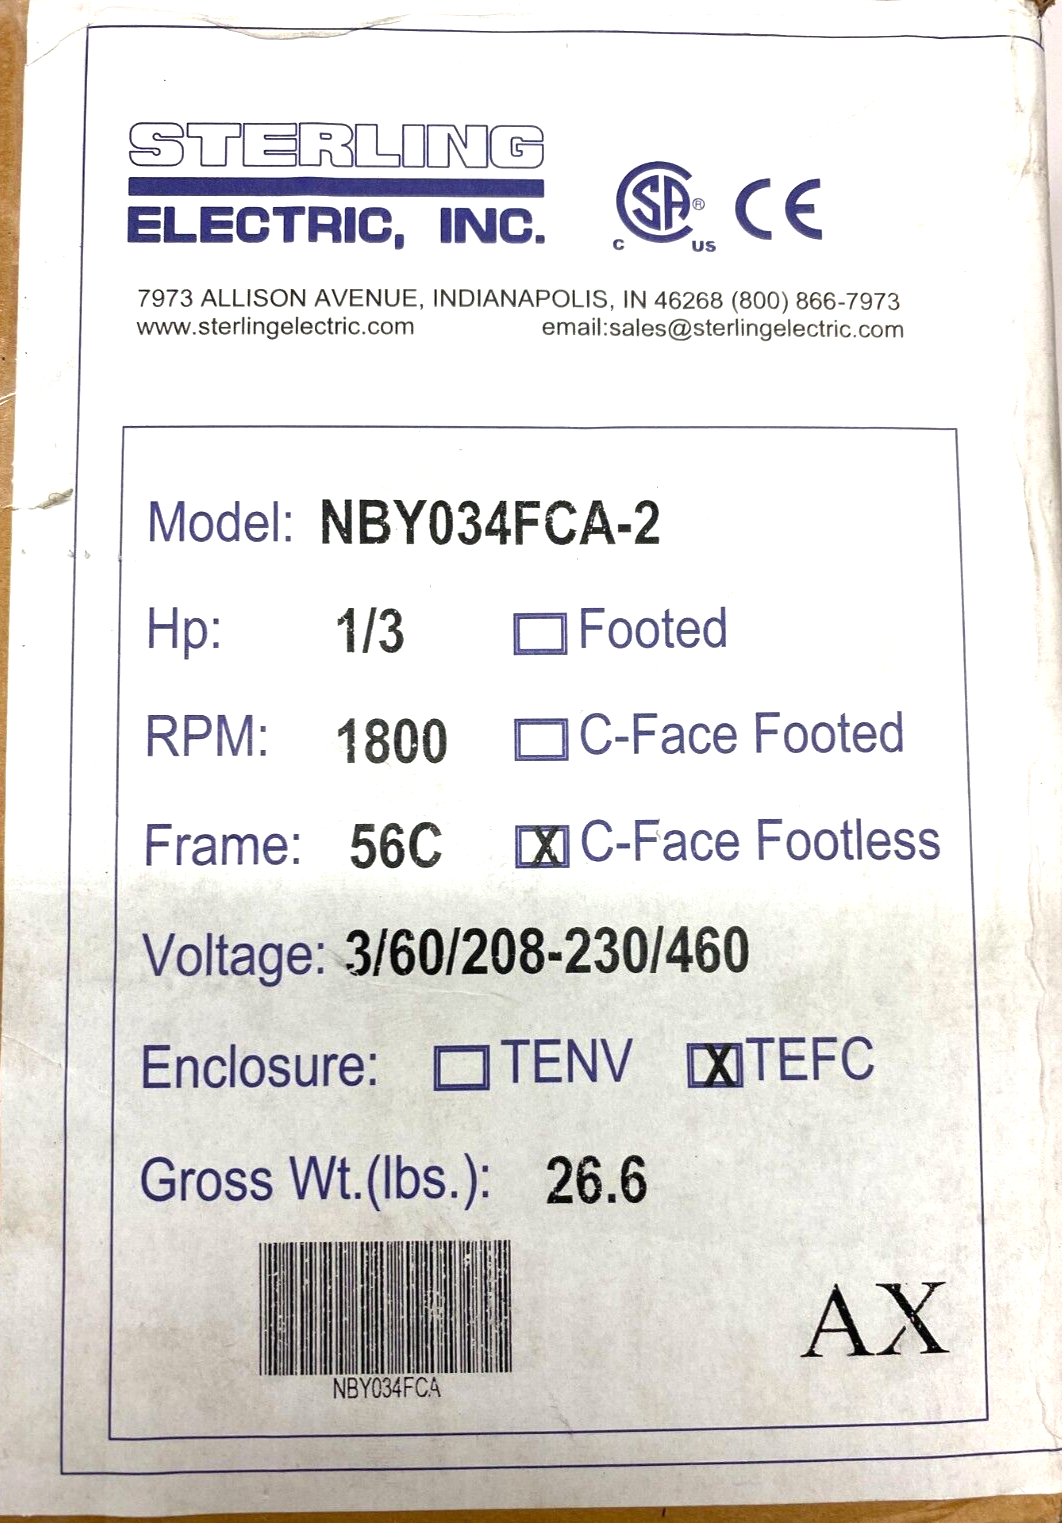 STERLING
ELECTRIC, INC.
CSA® C US CE
7973 ALLISON AVENUE, INDIANAPOLIS, IN 46268 (800) 866-7973
www.sterlingelectric.com email:sales@sterlingelectric.com
Model: NBY034FCA-2
Hp: 1/3 Footed
RPM: 1800 C-Face Footed
Frame: 56C X C-Face Footless
Voltage: 3/60/208-230/460
Enclosure: TENV X TEFC
Gross Wt.(lbs.): 26.6
NBY034FCA
AX